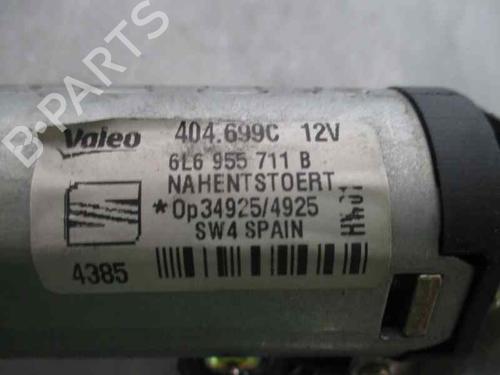 Valeo 404.699C 12V
6L6 955 711 B
NAHENTSTOERT
*Op34925/4925
SW4 SPAIN
4385
B-PARTS